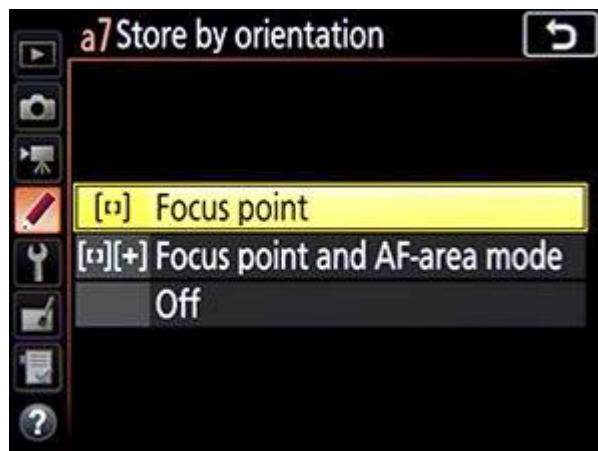 a7 Store by orientation
Focus point
Focus point and AF-area mode
Off
?